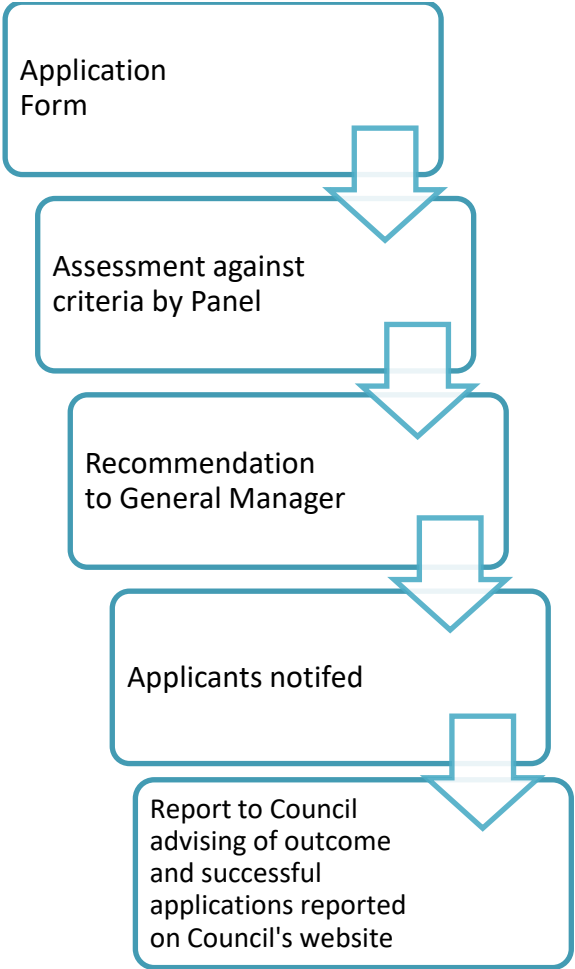 Application
Form
Assessment against
criteria by Panel
Recommendation
to General Manager
Applicants notifed
Report to Council
advising of outcome
and successful
applications reported
on Council's website